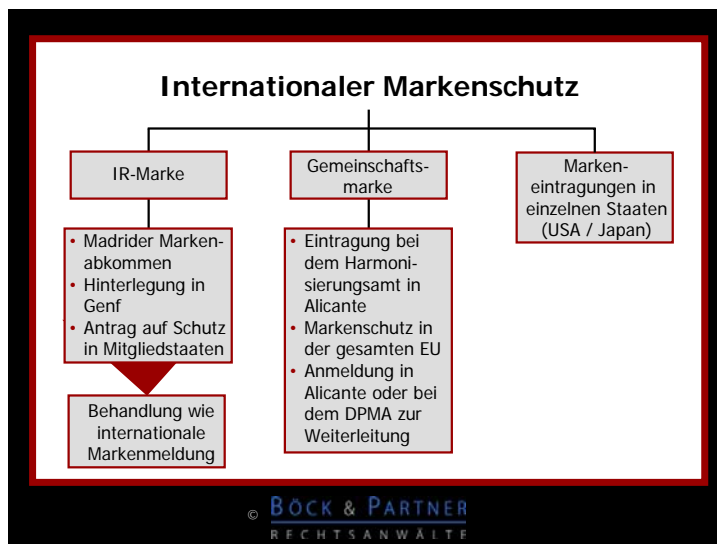 Internationaler Markenschutz
IR-Marke
Gemeinschafts-
marke
Marken-
eintragungen in
einzelnen Staaten
(USA / Japan)
• Madrider Marken-
abkommen
• Hinterlegung in
Genf
• Antrag auf Schutz
in Mitgliedstaaten
Behandlung wie
internationale
Markenmeldung
• Eintragung bei
dem Harmoni-
sierungsamt in
Alicante
• Markenschutz in
der gesamten EU
• Anmeldung in
Alicante oder bei
dem DPMA zur
Weiterleitung
© BÖCK & PARTNER
RECHTSANWÄLTE